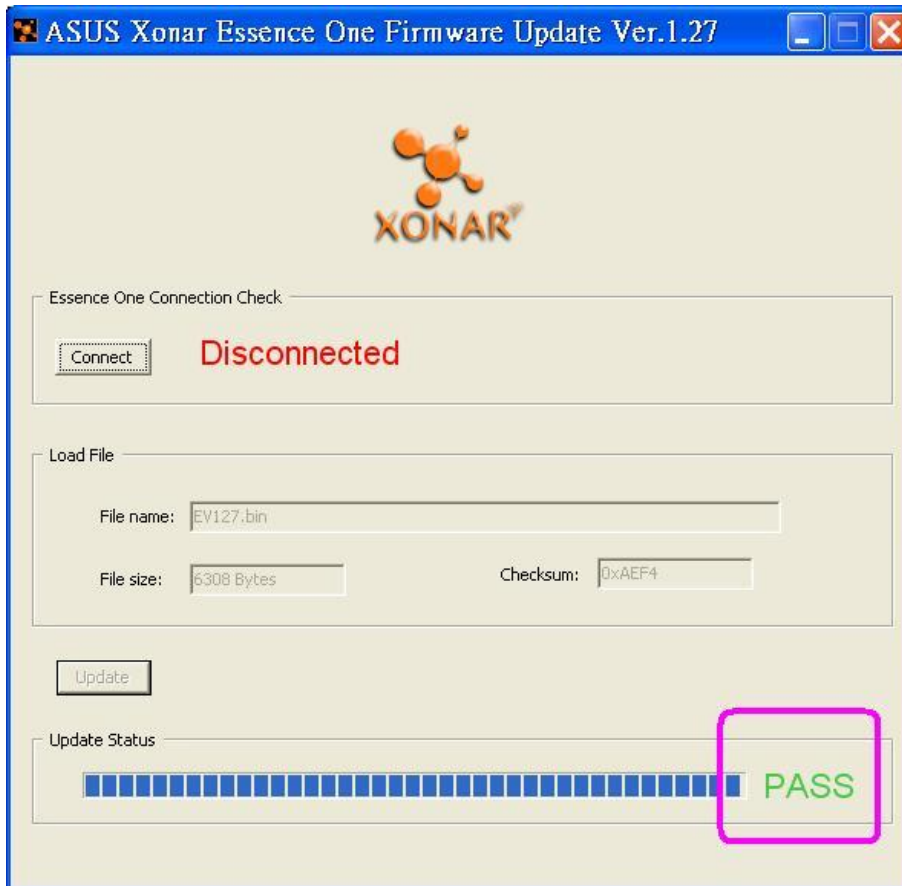 ASUS Xonar Essence One Firmware Update Ver.1.27
XONAR
Essence One Connection Check
Connect
Disconnected
Load File
File name:
EV127.bin
File size:
6308 Bytes
Checksum:
0xAEF4
Update
Update Status
PASS